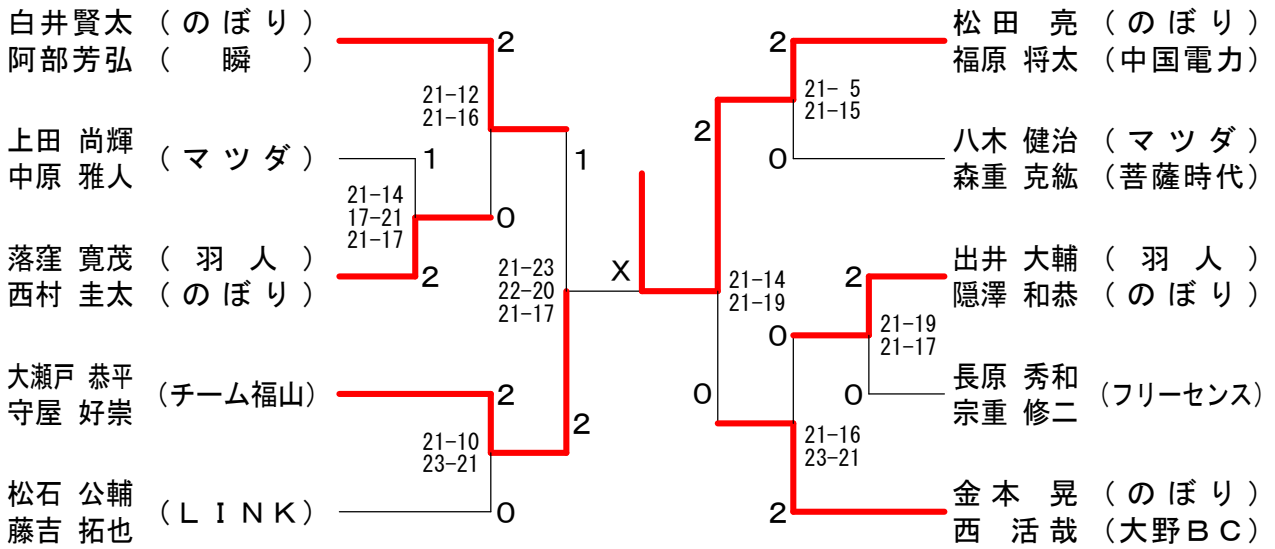 白井賢太 (のぼり)
阿部芳弘 (瞬)
2
21-12
21-16
上田 尚輝
中原 雅人
(マツダ)
1
21-14
17-21
21-17
0
落窪 寛茂 (羽人)
西村 圭太 (のぼり)
2
1
21-23
22-20
21-17
大瀬戸 恭平
守屋 好崇
(チーム福山)
2
21-10
23-21
2
松石 公輔
藤吉 拓也
(LINK)
0
X
松田 亮 (のぼり)
福原 将太 (中国電力)
2
21- 5
21-15
2
八木 健治 (マツダ)
森重 克紘 (菩薩時代)
0
21-14
21-19
出井 大輔 (羽人)
隠澤 和恭 (のぼり)
2
21-19
21-17
0
長原 秀和
宗重 修二
(フリーセンス)
0
0
21-16
23-21
金本 晃 (のぼり)
西 活哉 (大野BC)
2